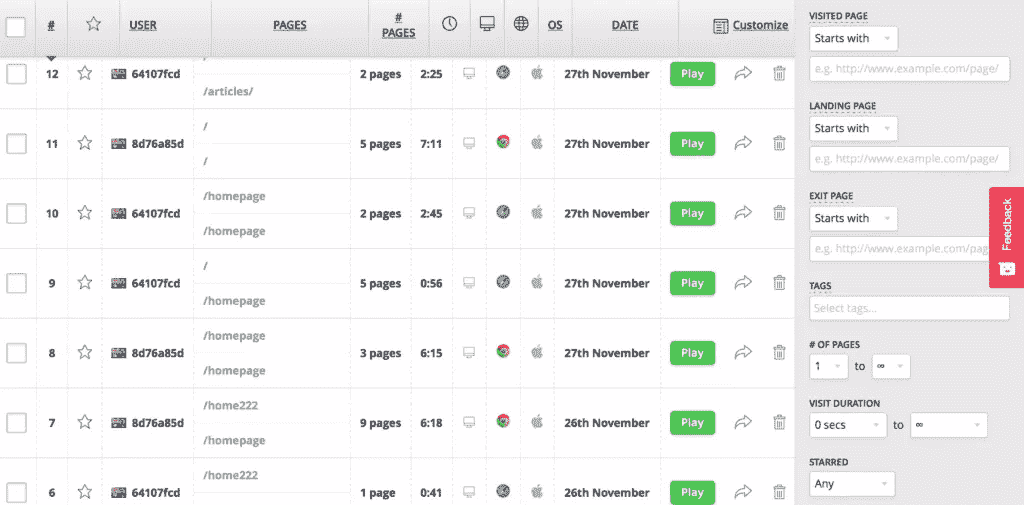 # USER PAGES # PAGES OS DATE Customize
12 64107fcd /articles/ 2 pages 2:25 27th November Play
11 8d76a85d / / 5 pages 7:11 27th November Play
10 64107fcd /homepage /homepage 2 pages 2:45 27th November Play
9 64107fcd / /homepage 5 pages 0:56 27th November Play
8 8d76a85d /homepage /homepage 3 pages 6:15 27th November Play
7 8d76a85d /home222 /homepage 9 pages 6:18 26th November Play
6 64107fcd /home222 1 page 0:41 26th November Play
VISITED PAGE
Starts with
e.g. http://www.example.com/page/
LANDING PAGE
Starts with
e.g. http://www.example.com/page/
EXIT PAGE
Starts with
e.g. http://www.example.com/pag
TAGS
Select tags...
# OF PAGES
1 to ∞
VISIT DURATION
0 secs to ∞
STARRED
Any
Feedback